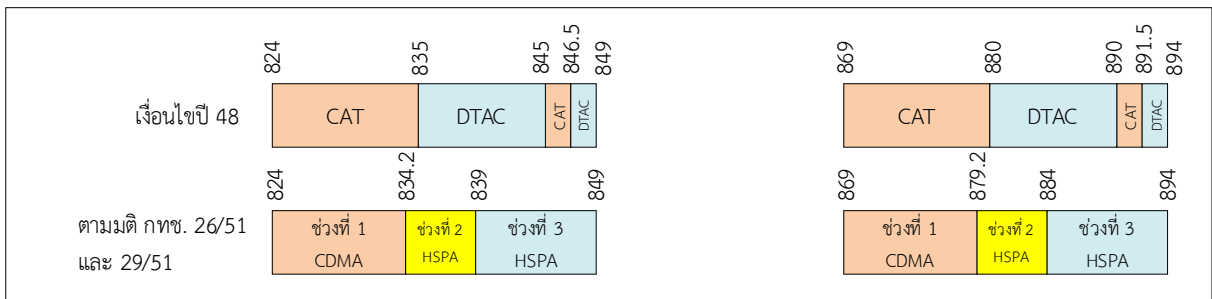 824 835 845 846.5 849 869 880 890 891.5 894
เงื่อนไขปี 48 CAT DTAC CAT DTAC CAT DTAC CAT DTAC
824 834.2 839 849 869 879.2 884 894
ตามมติ กทช. 26/51 ช่วงที่ 1 ช่วงที่ 2 ช่วงที่ 3 ช่วงที่ 1 ช่วงที่ 2 ช่วงที่ 3
และ 29/51 CDMA HSPA HSPA CDMA HSPA HSPA